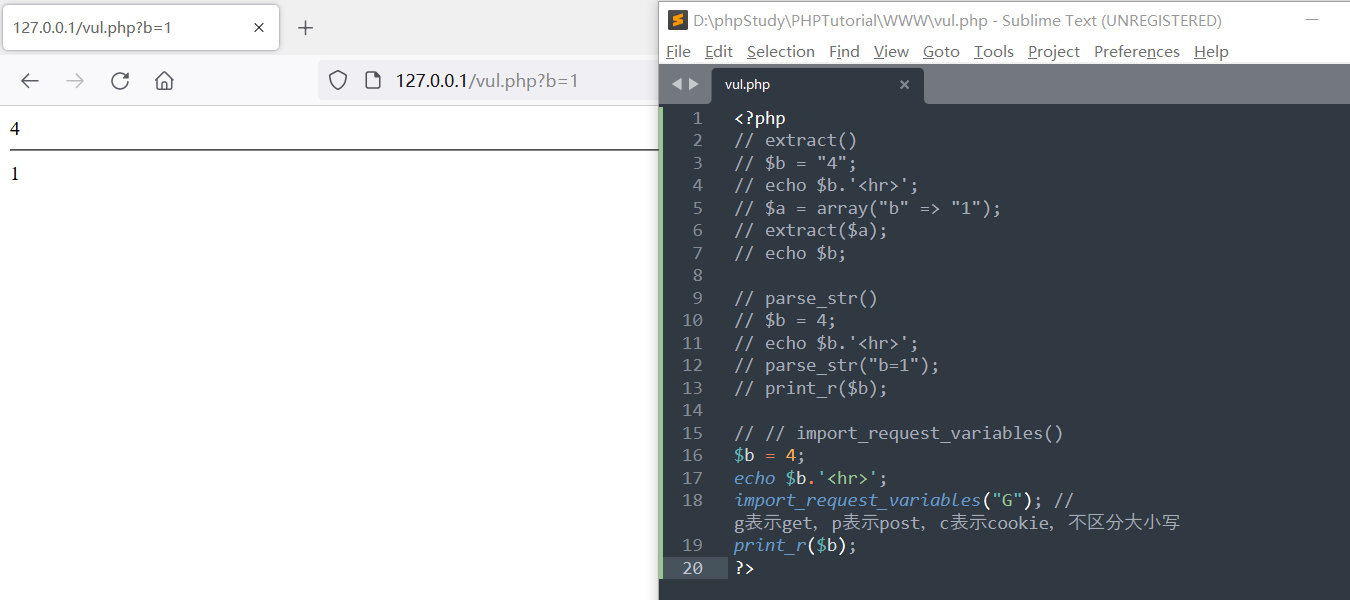 127.0.0.1/vul.php?b=1
127.0.0.1/vul.php?b=1
4
1
D:\phpStudy\PHPTutorial\WWW\vul.php - Sublime Text (UNREGISTERED)
File Edit Selection Find View Goto Tools Project Preferences Help
vul.php
1 <?php
2 // extract()
3 // $b = "4";
4 // echo $b.'<hr>';
5 // $a = array("b" => "1");
6 // extract($a);
7 // echo $b;
8
9 // parse_str()
10 // $b = 4;
11 // echo $b.'<hr>';
12 // parse_str("b=1");
13 // print_r($b);
14
15 // // import_request_variables()
16 $b = 4;
17 echo $b.'<hr>';
18 import_request_variables("G"); //
g表示get, p表示post, c表示cookie, 不区分大小写
19 print_r($b);
20 ?>